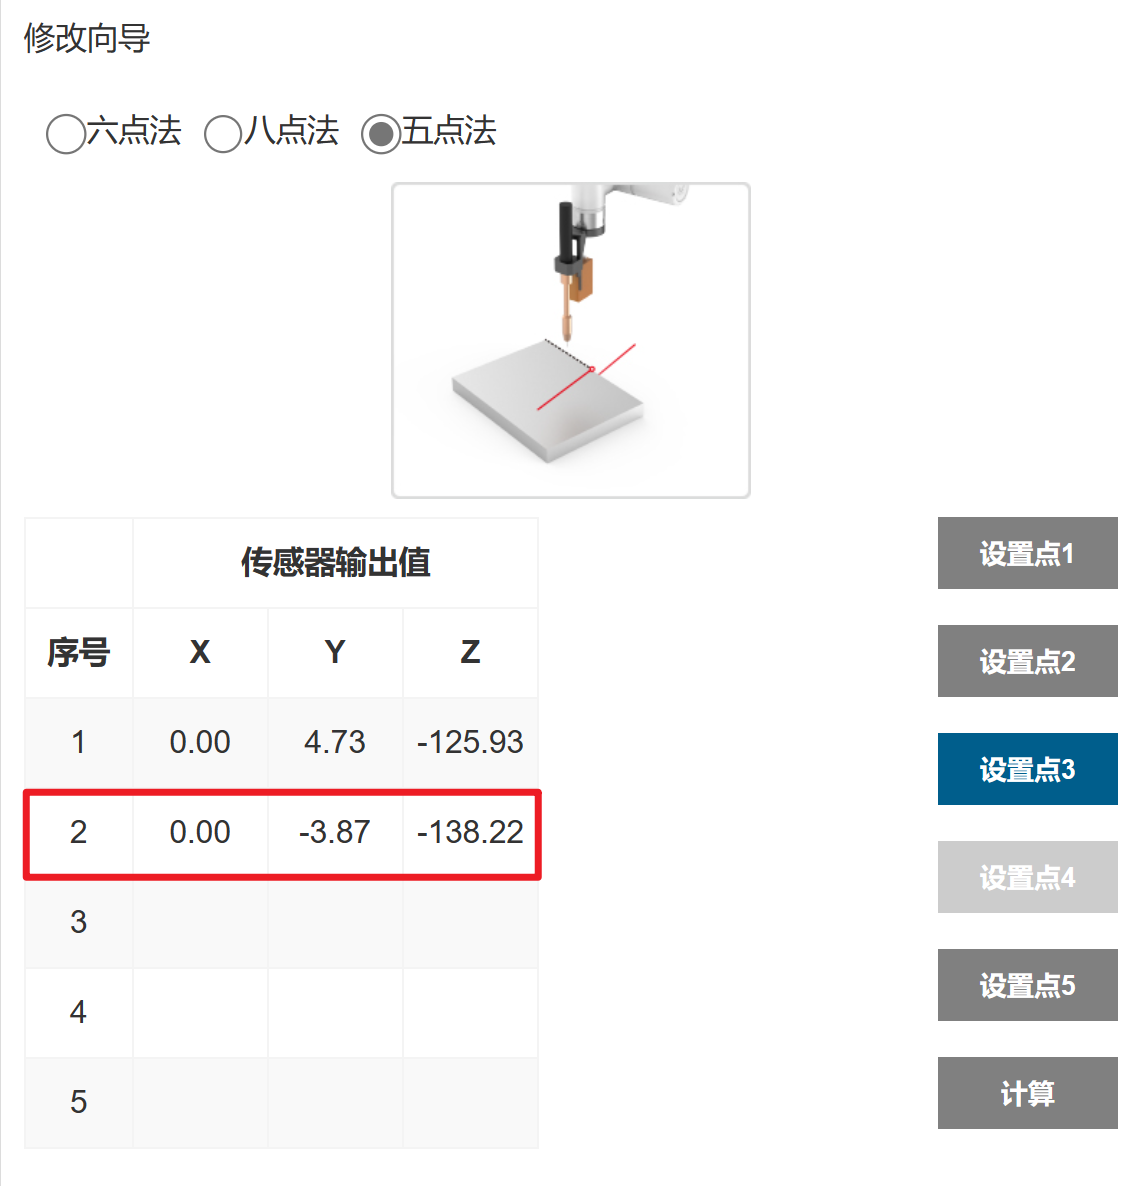 修改向导
六点法 八点法 五点法
传感器输出值
序号 X Y Z
1 0.00 4.73 -125.93
2 0.00 -3.87 -138.22
3
4
5
设置点1
设置点2
设置点3
设置点4
设置点5
计算